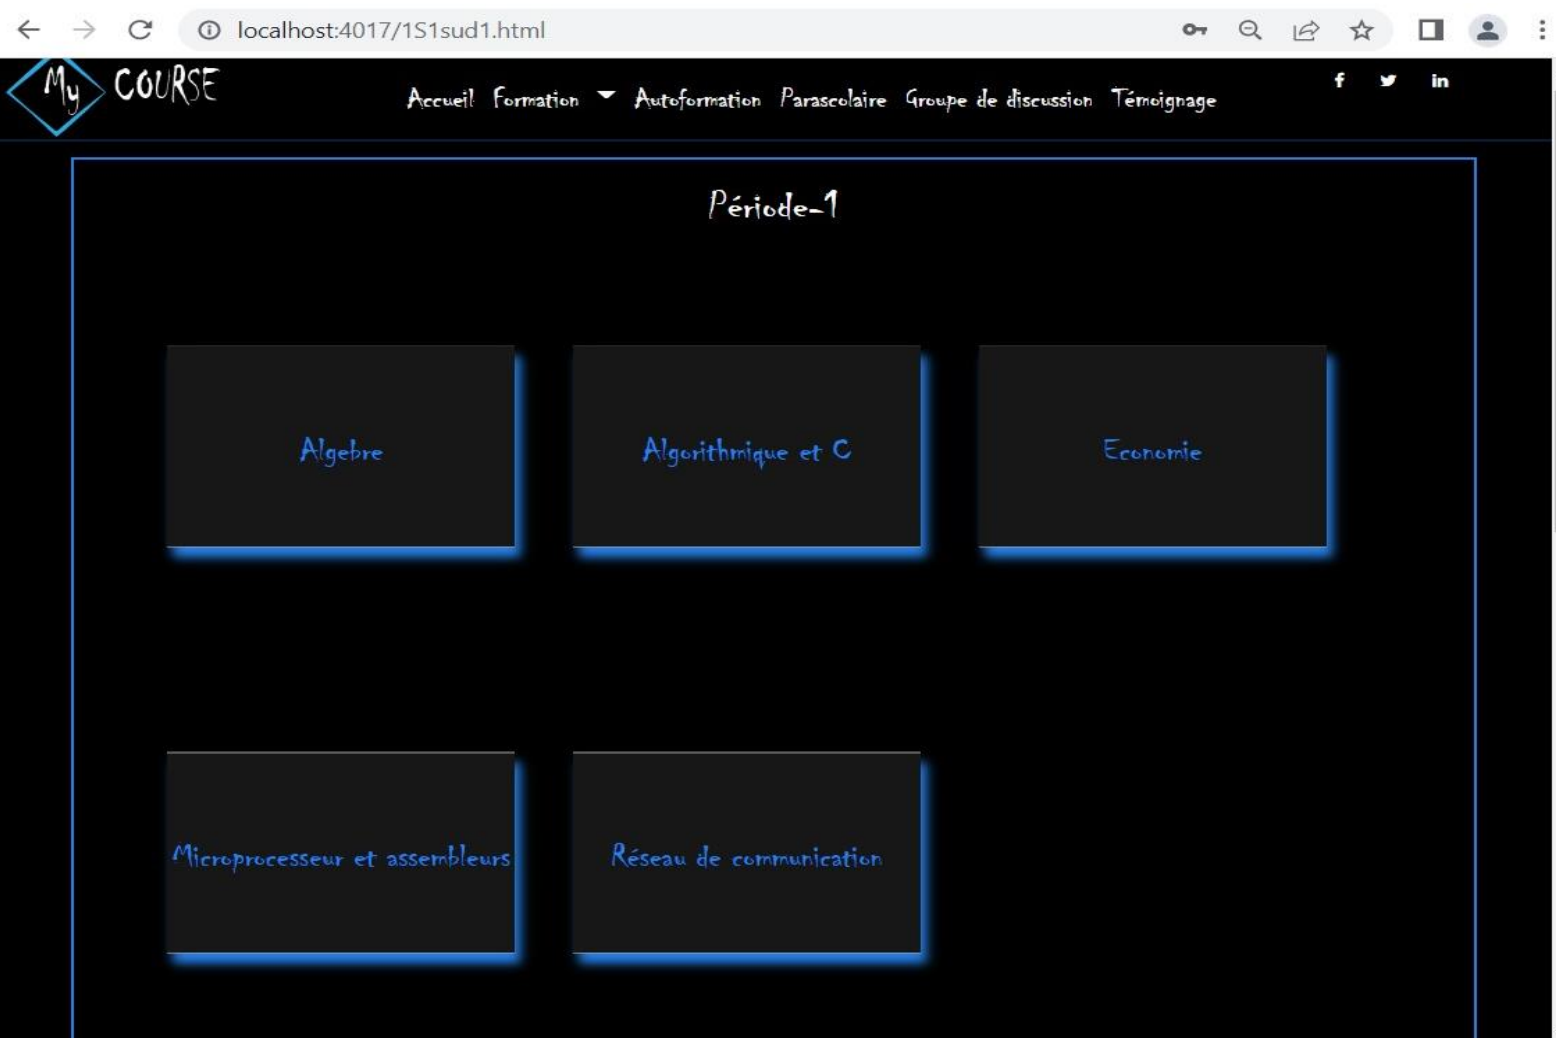 localhost:4017/1S1sud1.html
My COURSE
Accueil Formation Autoformation Parascolaire Groupe de discussion Témoignage
f in
Période-1
Algebre Algorithmique et C Economie
Microprocesseur et assembleurs Réseau de communication